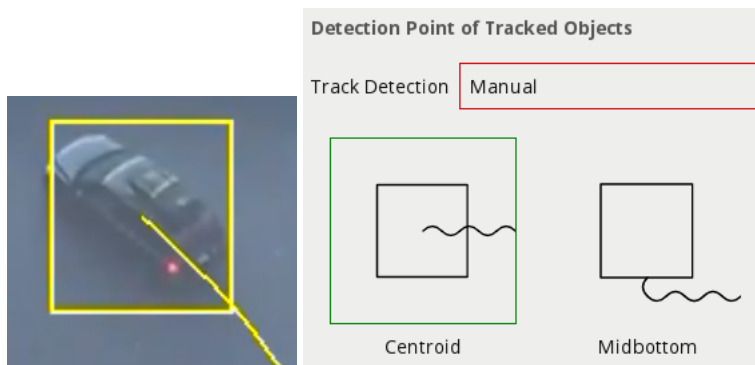 Detection Point of Tracked Objects
Track Detection Manual
Centroid Midbottom